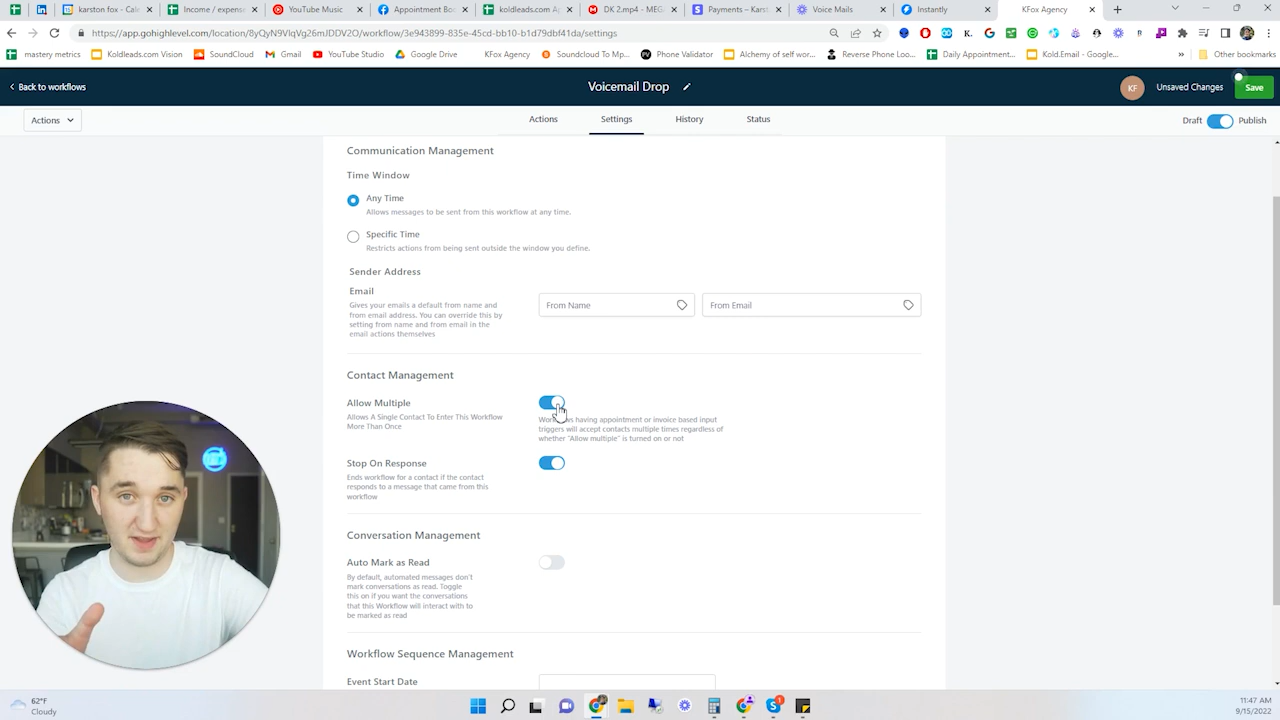 karston fox - Cal
Income / expens
YouTube Music
Appointment Boo
koldleads.com Ag
DK 2.mp4 - MEG
Payments – Karst
Voice Mails
Instantly
KFox Agency
https://app.gohighlevel.com/location/
/workflow/3e943899-835e-45cd-bb10-b1d79dbf41da/settings
mastery metrics
Koldleads.com Vision
SoundCloud
Gmail
YouTube Studio
Google Drive
KFox Agency
Soundcloud To Mp...
Phone Validator
Alchemy of self wor...
Reverse Phone Loo...
Daily Appointment...
Kold.Email - Google...
Other bookmarks
Back to workflows
Voicemail Drop
KF
Unsaved Changes
Save
Actions
Actions
Settings
History
Status
Draft
Publish
Communication Management
Time Window
Any Time
Allows messages to be sent from this workflow at any time.
Specific Time
Restricts actions from being sent outside the window you define.
Sender Address
Email
Gives your emails a default from name and
from email address. You can override this by
setting from name and from email in the
email actions themselves
From Name
From Email
Contact Management
Allow Multiple
Allows A Single Contact To Enter This Workflow
More Than Once
Workflows having appointment or invoice based input
triggers will accept contacts multiple times regardless of
whether "Allow multiple" is turned on or not
Stop On Response
Ends workflow for a contact if the contact
responds to a message that came from this
workflow
Conversation Management
Auto Mark as Read
By default, automated messages don't
mark conversations as read. Toggle
this on if you want the conversations
that this Workflow will interact with to
be marked as read
Workflow Sequence Management
Event Start Date
62°F
Cloudy
11:47 AM
9/15/2022